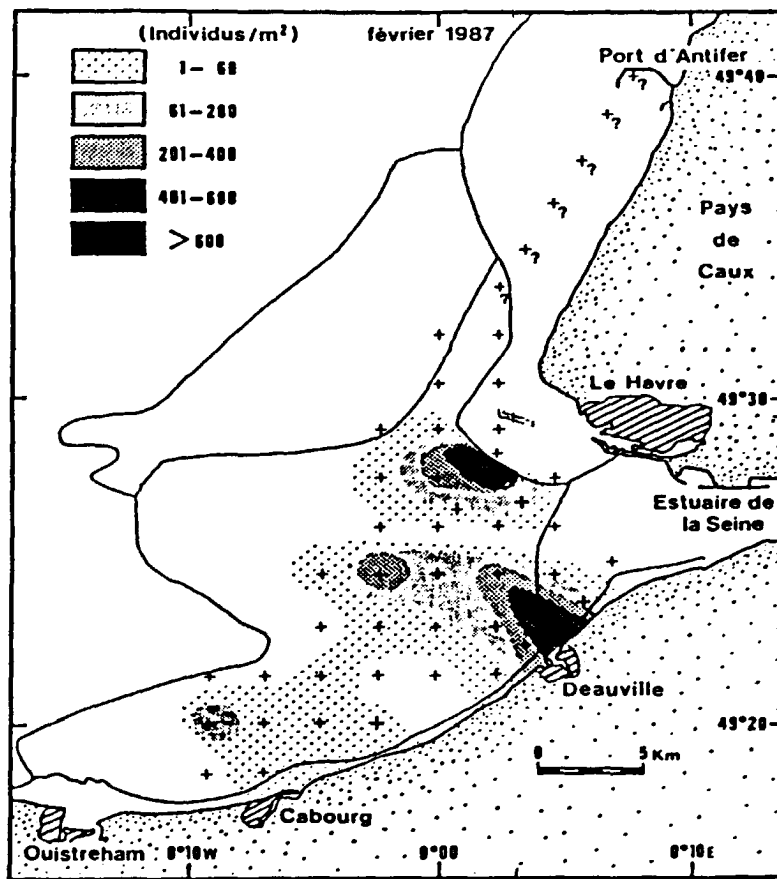 (Individus/m²) février 1987
1 – 60
61 – 200
201 – 400
401 – 600
> 600
Port d'Antifer
49°40
+?
+?
+?
+?
+?
+?
Pays
de
Caux
Le Havre
49°30
Estuaire de
la Seine
Deauville
49°20
0 5 Km
Cabourg
Ouistreham
0°10W 0°00 0°10E